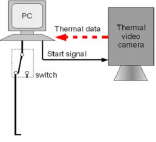 PC
Thermal data
Thermal
video
camera
Start signal
switch